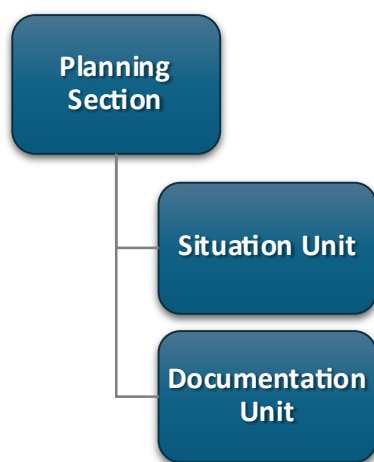 Planning
Section
Situation Unit
Documentation
Unit